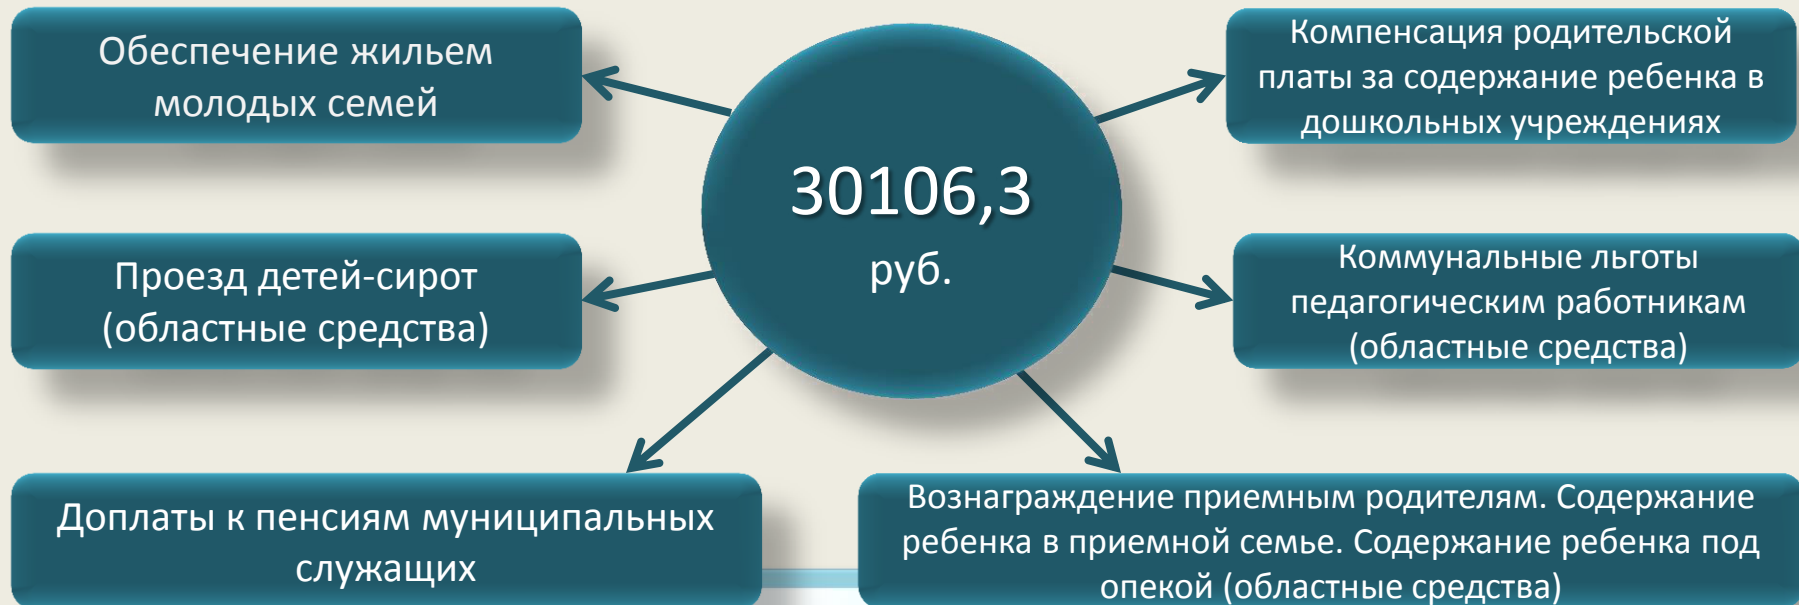 Обеспечение жильем
молодых семей
Компенсация родительской
платы за содержание ребенка в
дошкольных учреждениях
30106,3
руб.
Проезд детей-сирот
(областные средства)
Коммунальные льготы
педагогическим работникам
(областные средства)
Доплаты к пенсиям муниципальных
служащих
Вознаграждение приемным родителям. Содержание
ребенка в приемной семье. Содержание ребенка под
опекой (областные средства)